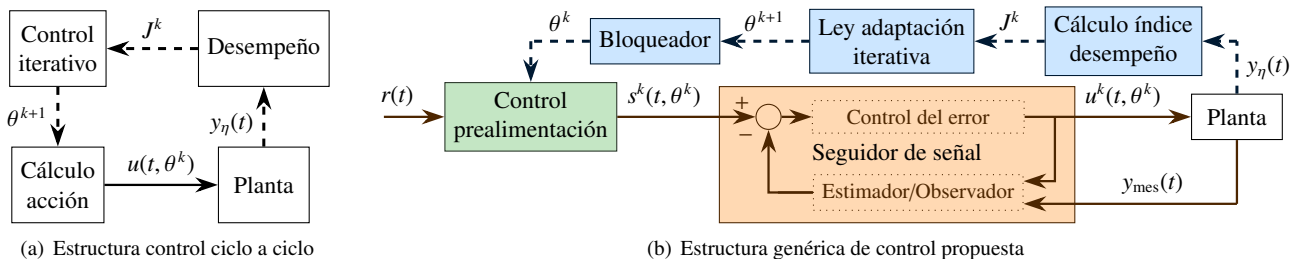 Control
iterativo
J^k
Desempeño
θ^{k+1}
y_η(t)
Cálculo
acción
u(t, θ^k)
Planta
(a) Estructura control ciclo a ciclo
θ^k
Bloqueador
θ^{k+1}
Ley adaptación
iterativa
J^k
Cálculo índice
desempeño
y_η(t)
r(t)
Control
prealimentación
s^k(t, θ^k)
+
−
Control del error
Seguidor de señal
Estimador/Observador
u^k(t, θ^k)
Planta
y_mes(t)
(b) Estructura genérica de control propuesta